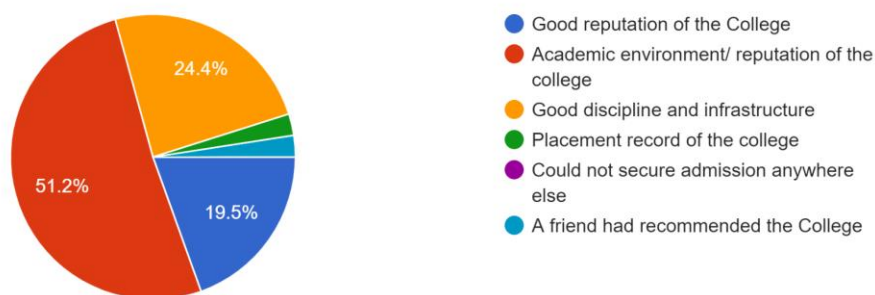 24.4%
51.2%
19.5%
Good reputation of the College
Academic environment/ reputation of the
college
Good discipline and infrastructure
Placement record of the college
Could not secure admission anywhere
else
A friend had recommended the College